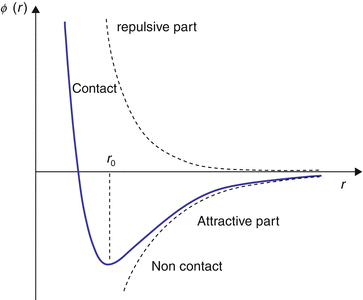 ϕ (r)
repulsive part
Contact
r0
r
Attractive part
Non contact